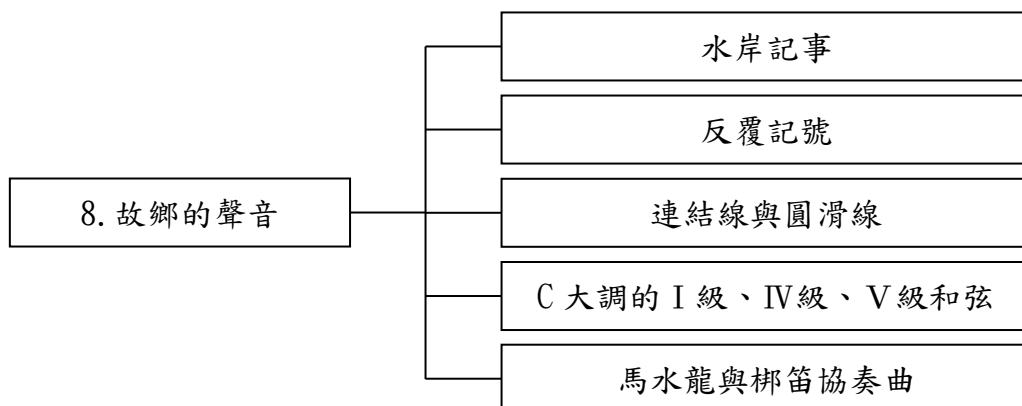 8.故鄉的聲音
水岸記事
反覆記號
連結線與圓滑線
C大調的Ⅰ級、Ⅳ級、Ⅴ級和弦
馬水龍與梆笛協奏曲